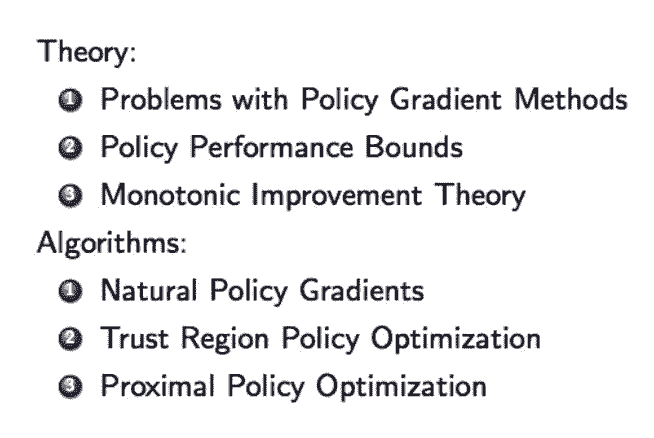 Theory:
1 Problems with Policy Gradient Methods
2 Policy Performance Bounds
3 Monotonic Improvement Theory
Algorithms:
1 Natural Policy Gradients
2 Trust Region Policy Optimization
3 Proximal Policy Optimization